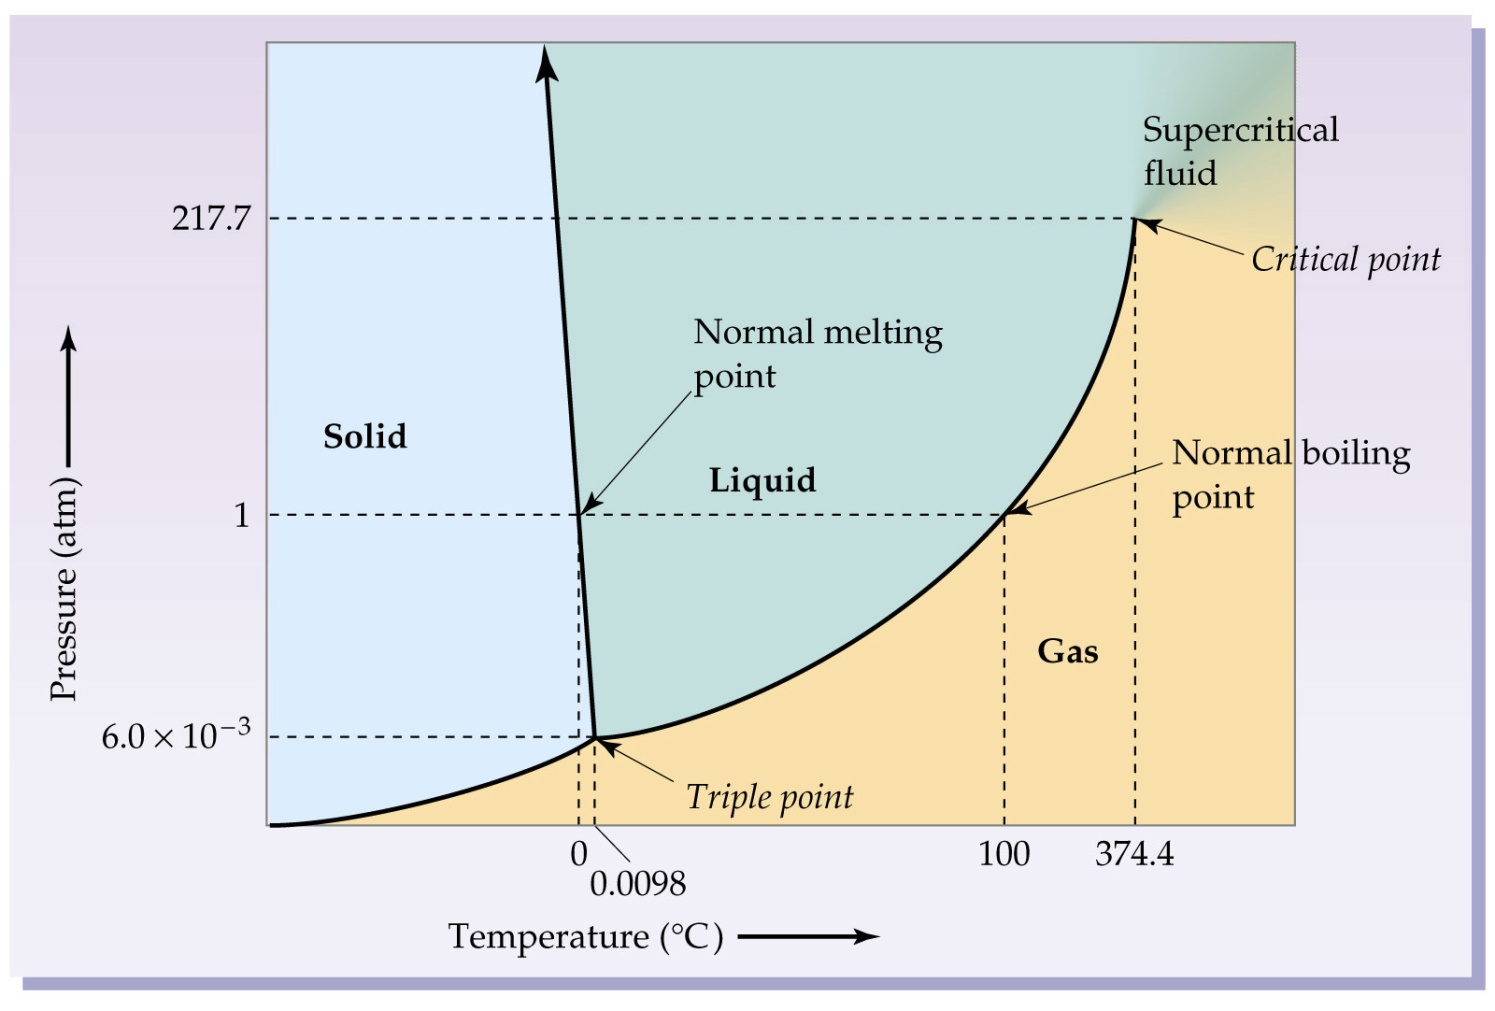 Supercritical
fluid
217.7
Critical point
Normal melting
point
Solid
Normal boiling
point
Liquid
1
Pressure (atm)
Gas
6.0 × 10⁻³
Triple point
0
100
374.4
0.0098
Temperature (°C)